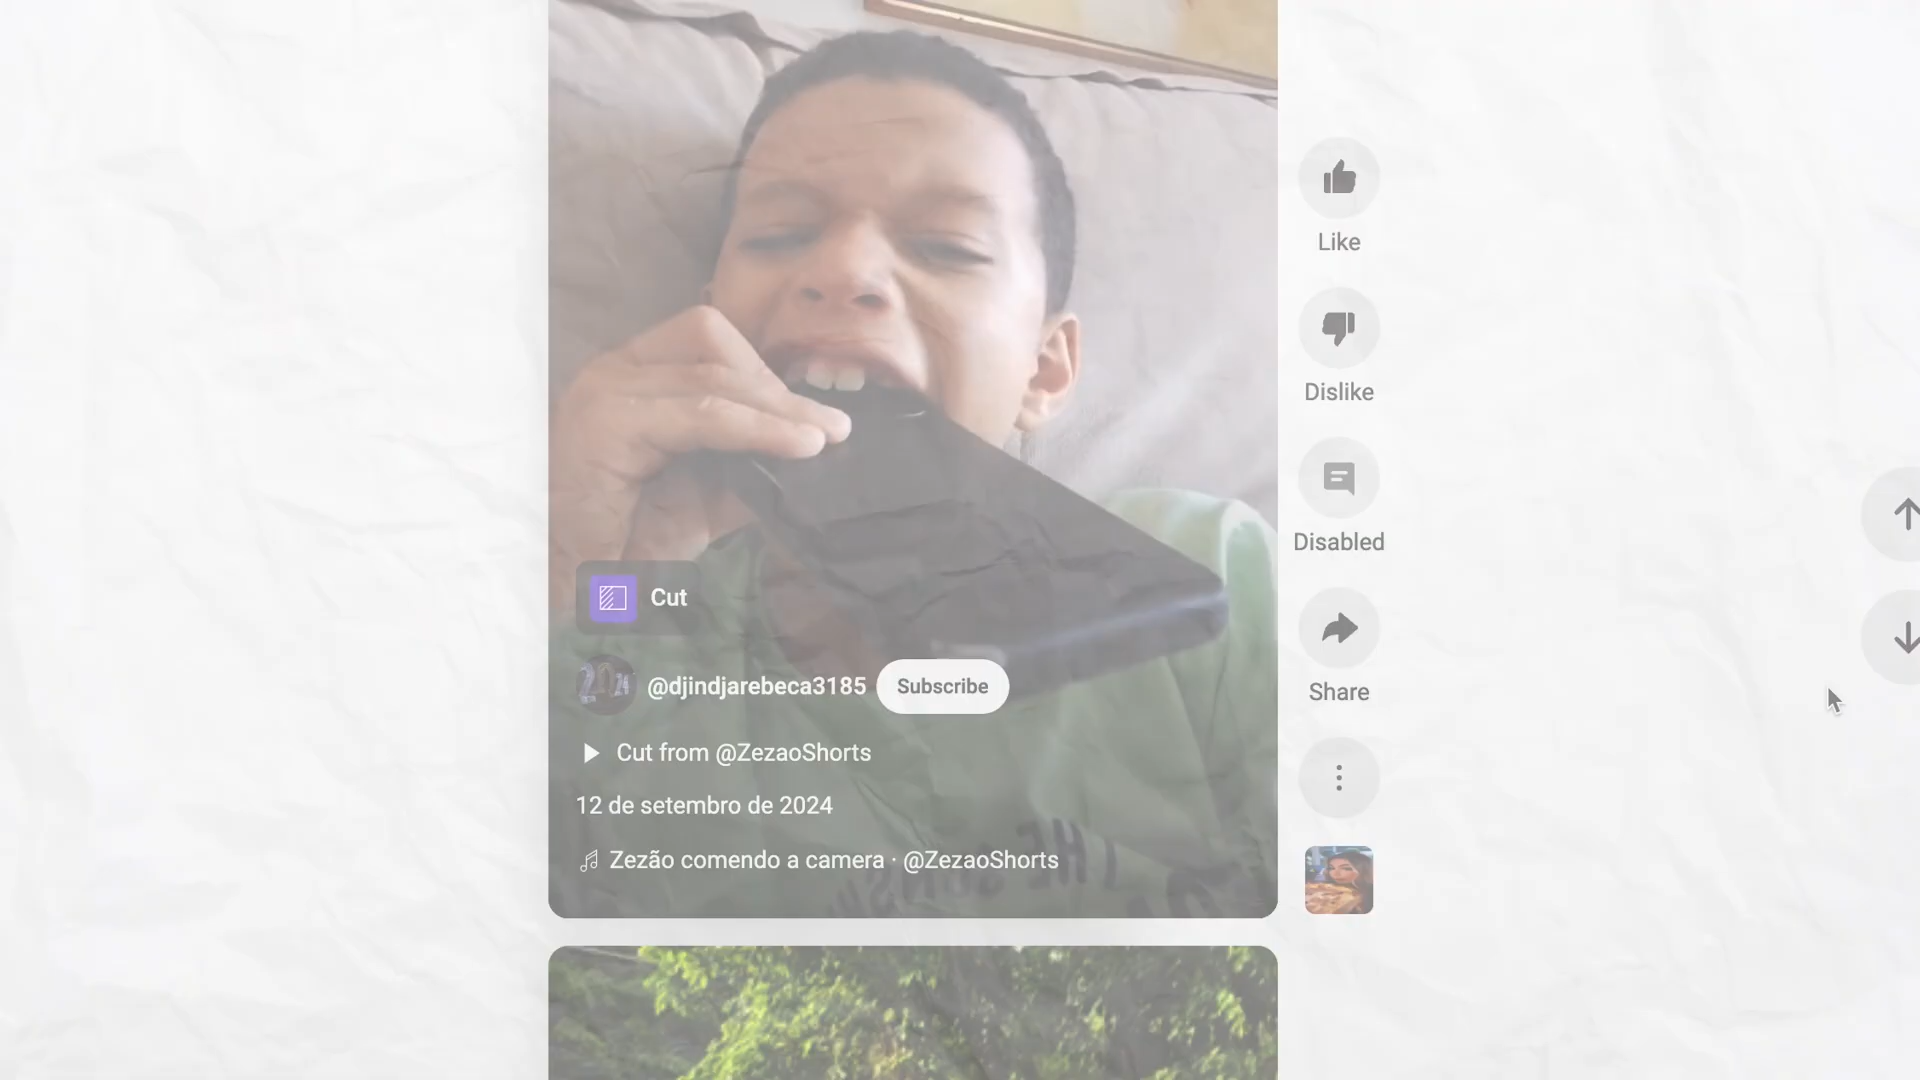 Like
Dislike
Disabled
Cut
@djindjarebeca3185 Subscribe
Share
Cut from @ZezaoShorts
12 de setembro de 2024
Zezão comendo a camera · @ZezaoShorts